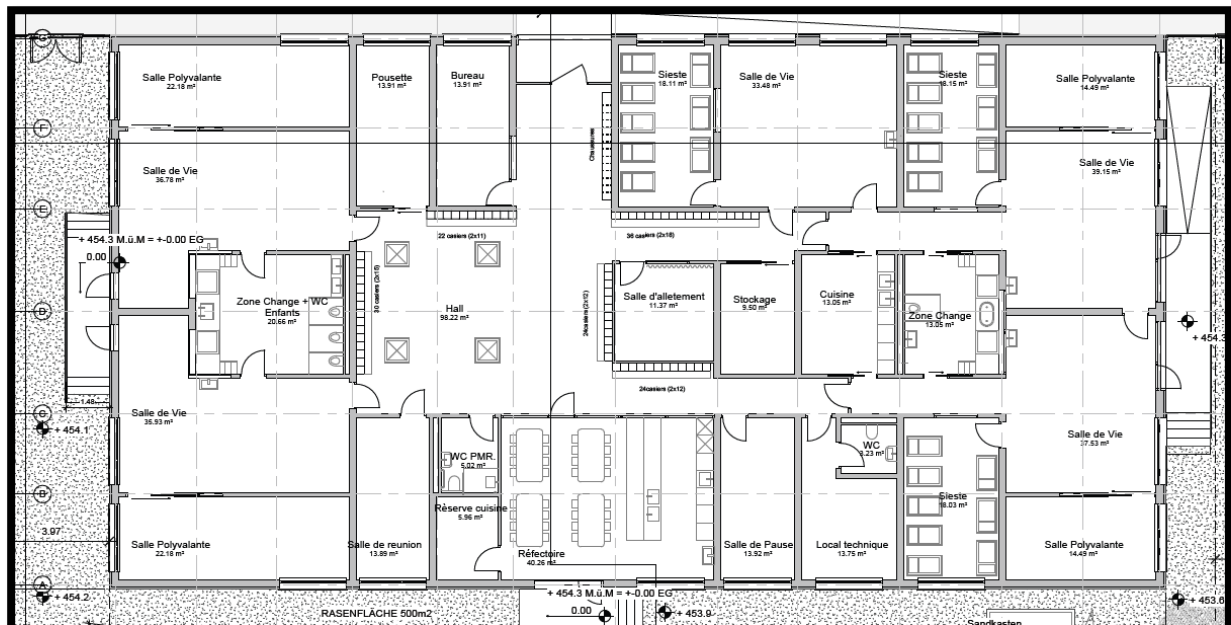 G
Salle Polyvalante
22.18 m²
Pousette
13.91 m²
Bureau
13.91 m²
Sieste
18.11 m²
Salle de Vie
33.48 m²
Sieste
18.15 m²
Salle Polyvalante
14.49 m²
F
Chaussures
Salle de Vie
36.78 m²
Salle de Vie
39.15 m²
E
22 casiers (2x11)
36 casiers (2x18)
+ 454.3 M.ü.M = +-0.00 EG
0.00
30 casiers (2x15)
Zone Change + WC
Enfants
20.66 m²
Hall
98.22 m²
24casiers (2x12)
Salle d'alletement
11.37 m²
Stockage
9.50 m²
Cuisine
13.05 m²
Zone Change
13.05 m²
D
+ 454.3
24casiers (2x12)
1.48
C
+ 454.1
Salle de Vie
35.93 m²
WC PMR.
5.02 m²
WC
3.23 m²
Salle de Vie
37.53 m²
B
Rèserve cuisine
5.96 m²
Sieste
18.03 m²
3.97
Salle Polyvalante
22.18 m²
Salle de reunion
13.89 m²
Réfectoire
40.26 m²
Salle de Pause
13.92 m²
Local technique
13.75 m²
Salle Polyvalante
14.49 m²
A
+ 454.2
+ 454.3 M.ü.M = +-0.00 EG
0.00
+ 453.9
+ 453.6
RASENFLÄCHE 500m2
Sandkasten